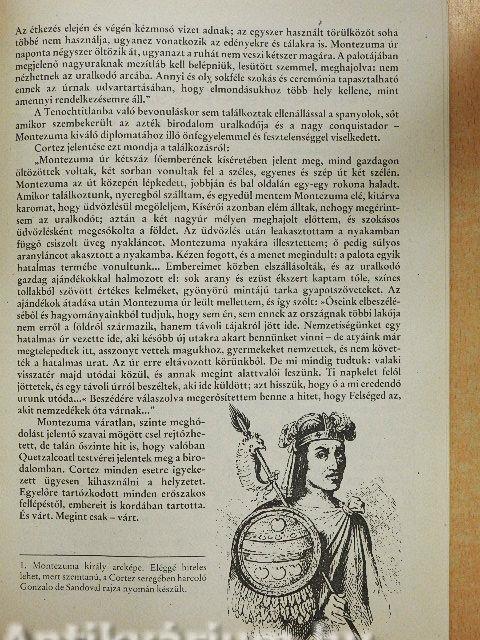 Az étkezés elején és végén kézmosó vizet adnak; az egyszer használt törülközőt soha
többé nem használja, ugyanez vonatkozik az edényekre és tálakra is. Montezuma úr
naponta négyszer öltözik át, ugyanazt a ruhát nem veszi kétszer magára. A palotájában
megjelenő nagyuraknak mezítláb kell belépniük, lesütött szemmel, meghajolva: nem
nézhetnek az uralkodó arcába. Annyi és oly sokféle szokás és ceremónia tapasztalható
ennek az úrnak udvartartásában, hogy elmondásukhoz több hely kellene, mint
amennyi rendelkezésemre áll."
A Tenochtitlanba való bevonuláskor nem találkoztak ellenállással a spanyolok, sőt
amikor szembekerült az azték birodalom uralkodója és a nagy conquistador –
Montezuma kiváló diplomatához illő önfegyelemmel és fesztelenséggel viselkedett.
Cortez jelentése ezt mondja a találkozásról:
„Montezuma úr kétszáz főemberének kíséretében jelent meg, mind gazdagon
öltözöttek voltak, két sorban vonultak fel a széles, egyenes és szép út két szélén.
Montezuma az út közepén lépkedett, jobbján és bal oldalán egy-egy rokona haladt.
Amikor találkoztunk, nyeregből szálltam, és egyedül mentem Montezuma elé, kitárva
karomat, hogy üdvözlésül megöleljem. Kísérői azonban elém álltak, nehogy megérint-
sem az uralkodót; aztán a két nagyúr mélyen meghajolt előttem, és szokásos
üdvözlésként megcsókolta a földet. Az üdvözlés után leakasztottam a nyakamban
függő csiszolt üveg nyakláncot, Montezuma nyakára illesztettem; ő pedig súlyos
aranyláncot akasztott a nyakamba. Kézen fogott, és a menet megindult: a palota egyik
hatalmas termébe vonultunk... Embereimet közben elszállásolták, és az uralkodó
gazdag ajándékokkal halmozott el: sok arany és ezüst ékszert kaptam tőle, színes
tollakból szövött értékes kelméket, gyönyörű mintájú tarka gyapotszöveteket. Az
ajándékok átadása után Montezuma úr leült mellettem, és így szólt: »Őseink elbeszélé-
séből és hagyományainkból tudjuk, hogy sem én, sem ennek az országnak többi lakója
nem erről a földről származik, hanem távoli tájakról jött ide. Nemzetiségünket egy
hatalmas úr vezette ide, aki később új utakra akart bennünket vinni – de atyáink már
megtelepedtek itt, asszonyt vettek magukhoz, gyermekeket nemzettek, és nem követ-
ték a hatalmas urat. Az úr erre eltávozott körünkből. De mi mindig tudtuk: valaki
visszatér majd utódai közül, és annak megint alattvalói leszünk. Ti napkelet felől
jöttetek, és egy távoli úrról beszéltek, aki ide küldött; azt hisszük, hogy ő a mi eredendő
urunk utóda...« Beszédére válaszolva megerősítettem benne a hitet, hogy Felséged az,
akit nemzedékek óta várnak..."
Montezuma váratlan, szinte meghó-
dolást jelentő szavai mögött csel rejtőzhe-
tett, de talán őszinte hit is, hogy valóban
Quetzalcoatl testvérei jelentek meg a biro-
dalomban. Cortez minden esetre igyeke-
zett ügyesen kihasználni a helyzetet.
Egyelőre tartózkodott minden erőszakos
fellépéstől, embereit is kordában tartotta.
És várt. Megint csak – várt.
1. Montezuma király arcképe. Eléggé hiteles
lehet, mert szemtanú, a Cortez seregében harcoló
Gonzalo de Sandoval rajza nyomán készült.
Antikvárium